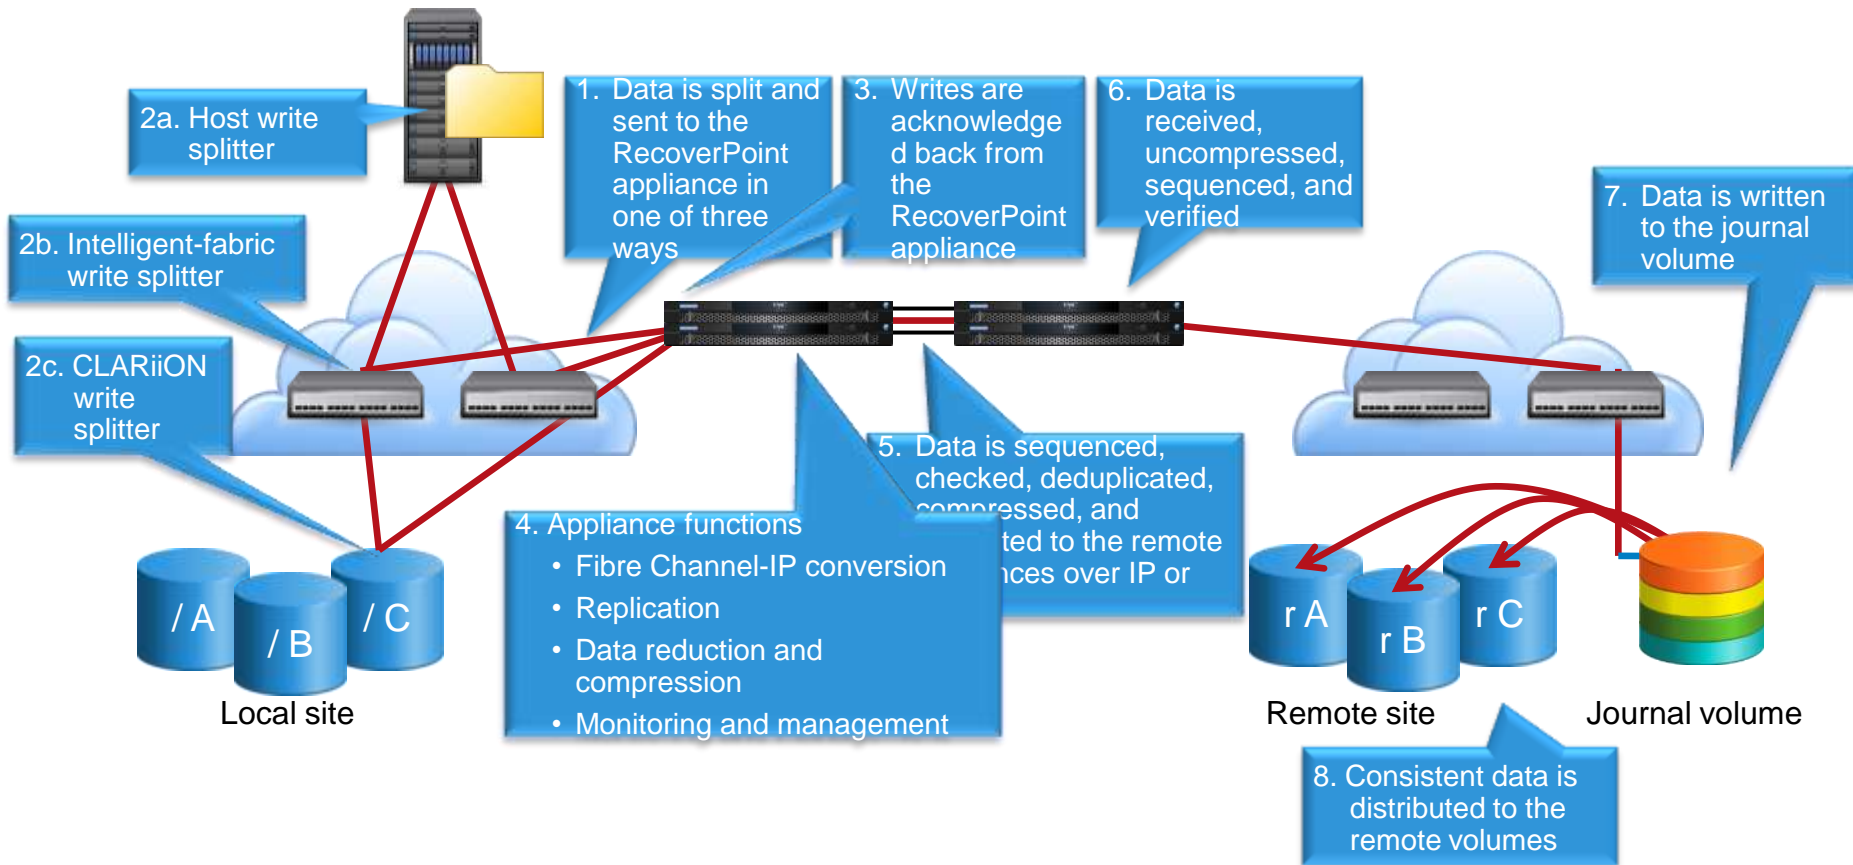 2a. Host write
splitter
1. Data is split and
sent to the
RecoverPoint
appliance in
one of three
ways
3. Writes are
acknowledge
d back from
the
RecoverPoint
appliance
6. Data is
received,
uncompressed,
sequenced, and
verified
7. Data is written
to the journal
volume
2b. Intelligent-fabric
write splitter
2c. CLARiiON
write
splitter
5. Data is sequenced,
checked, deduplicated,
compressed, and
to the remote
over IP or
4. Appliance functions
• Fibre Channel-IP conversion
• Replication
• Data reduction and
compression
• Monitoring and management
/ A
/ B
/ C
Local site
r A
r B
r C
Remote site
Journal volume
8. Consistent data is
distributed to the
remote volumes